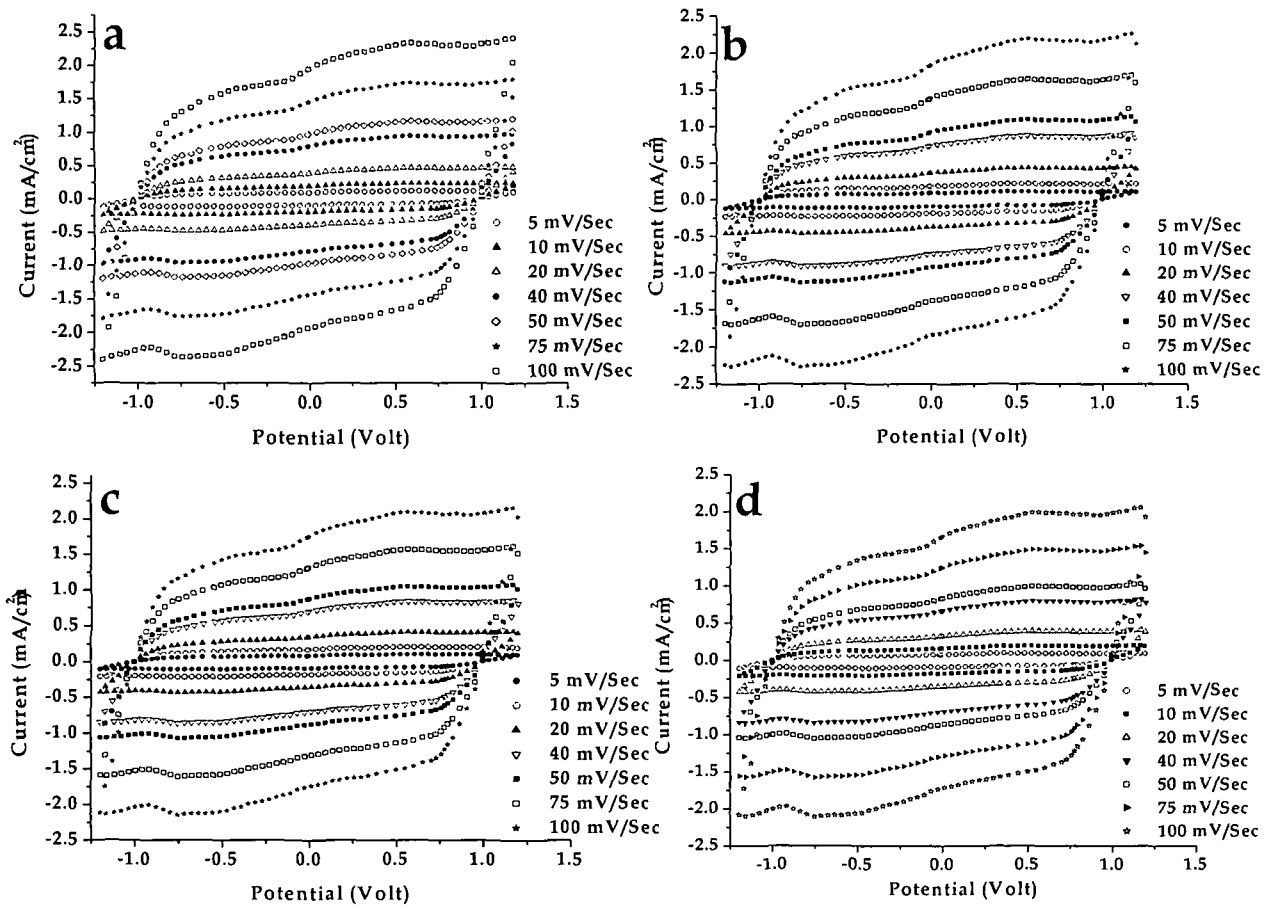 a
2.5
2.0
1.5
1.0
0.5
0.0
-0.5
-1.0
-1.5
-2.0
-2.5
Current (mA/cm²)
5 mV/Sec
10 mV/Sec
20 mV/Sec
40 mV/Sec
50 mV/Sec
75 mV/Sec
100 mV/Sec
-1.0 -0.5 0.0 0.5 1.0 1.5
Potential (Volt)
b
2.5
2.0
1.5
1.0
0.5
0.0
-0.5
-1.0
-1.5
-2.0
-2.5
Current (mA/cm²)
5 mV/Sec
10 mV/Sec
20 mV/Sec
40 mV/Sec
50 mV/Sec
75 mV/Sec
100 mV/Sec
-1.0 -0.5 0.0 0.5 1.0 1.5
Potential (Volt)
c
2.5
2.0
1.5
1.0
0.5
0.0
-0.5
-1.0
-1.5
-2.0
-2.5
Current (mA/cm²)
5 mV/Sec
10 mV/Sec
20 mV/Sec
40 mV/Sec
50 mV/Sec
75 mV/Sec
100 mV/Sec
-1.0 -0.5 0.0 0.5 1.0 1.5
Potential (Volt)
d
2.5
2.0
1.5
1.0
0.5
0.0
-0.5
-1.0
-1.5
-2.0
-2.5
Current (mA/cm²)
5 mV/Sec
10 mV/Sec
20 mV/Sec
40 mV/Sec
50 mV/Sec
75 mV/Sec
100 mV/Sec
-1.0 -0.5 0.0 0.5 1.0 1.5
Potential (Volt)